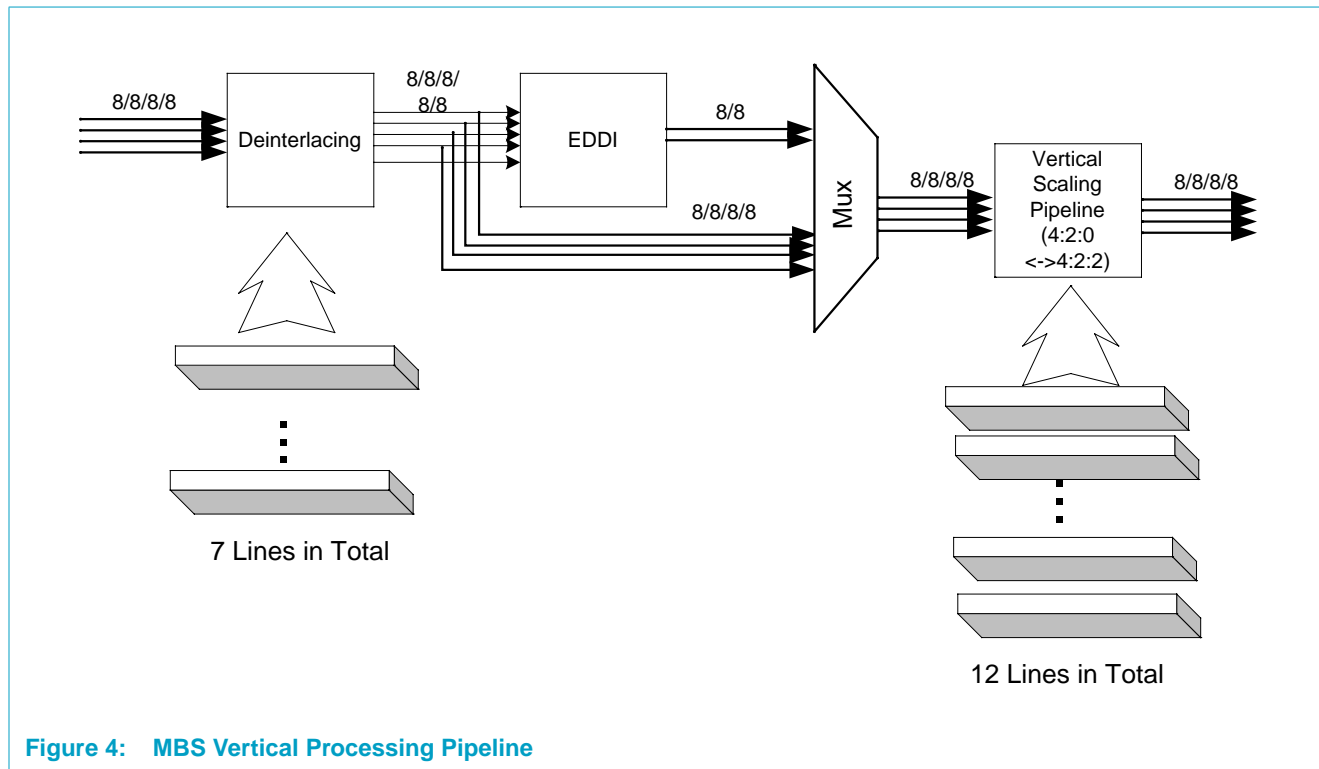 8/8/8/8
Deinterlacing
8/8/8/
8/8
EDDI
8/8
8/8/8/8
Mux
8/8/8/8
Vertical
Scaling
Pipeline
(4:2:0
<->4:2:2)
8/8/8/8
7 Lines in Total
12 Lines in Total
Figure 4: MBS Vertical Processing Pipeline